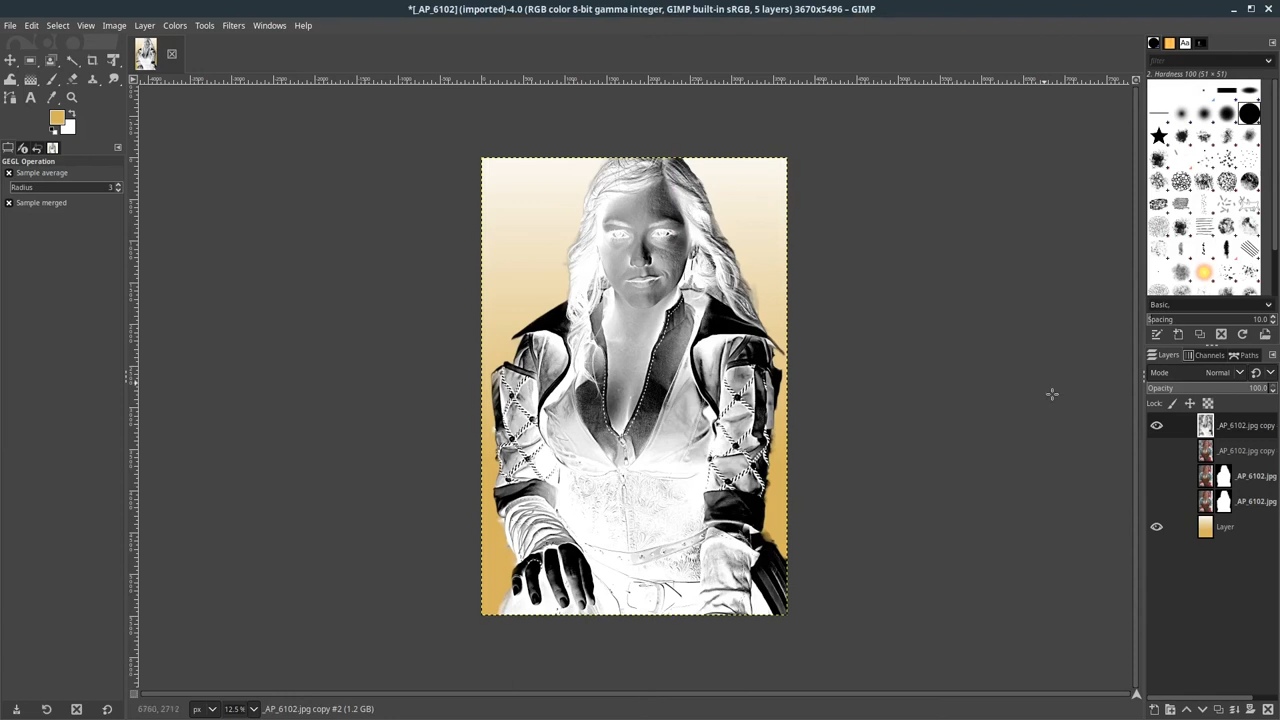 *[_AP_6102] (imported)-4.0 (RGB color 8-bit gamma integer, GIMP built-in sRGB, 5 layers) 3670x5496 – GIMP
File Edit Select View Image Layer Colors Tools Filters Windows Help
filter
2. Hardness 100 (51 × 51)
GEGL Operation
Sample average
Radius 3
Sample merged
Basic,
Spacing 10.0
Layers Channels Paths
Mode Normal
Opacity 100.0
Lock:
_AP_6102.jpg copy
_AP_6102.jpg copy
_AP_6102.jpg
_AP_6102.jpg
Layer
6760, 2712 px 12.5 % _AP_6102.jpg copy #2 (1.2 GB)